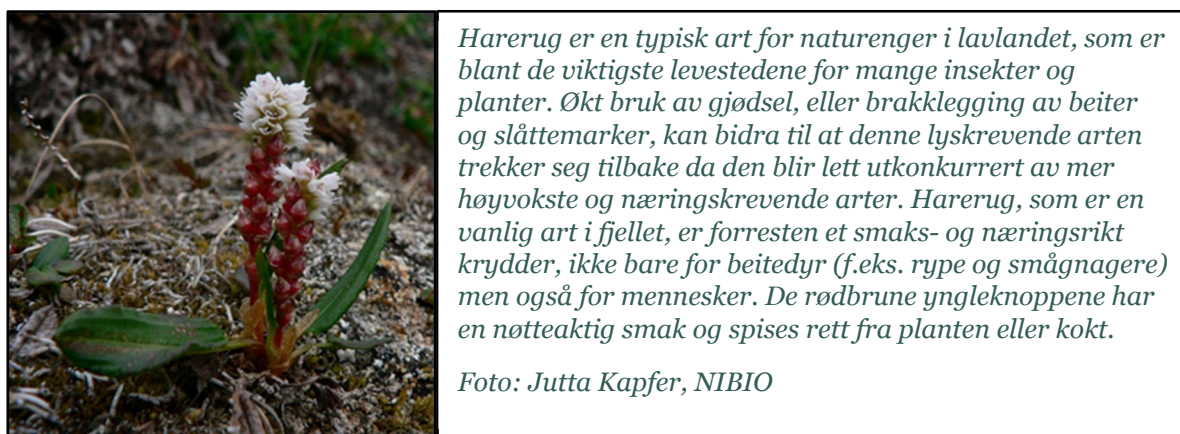 Harerug er en typisk art for naturenger i lavlandet, som er
blant de viktigste levestedene for mange insekter og
planter. Økt bruk av gjødsel, eller brakklegging av beiter
og slåttemarker, kan bidra til at denne lyskrevende arten
trekker seg tilbake da den blir lett utkonkurrert av mer
høyvokste og næringskrevende arter. Harerug, som er en
vanlig art i fjellet, er forresten et smaks- og næringsrikt
krydder, ikke bare for beitedyr (f.eks. rype og smågnagere)
men også for mennesker. De rødbrune yngleknoppene har
en nøtteaktig smak og spises rett fra planten eller kokt.
Foto: Jutta Kapfer, NIBIO